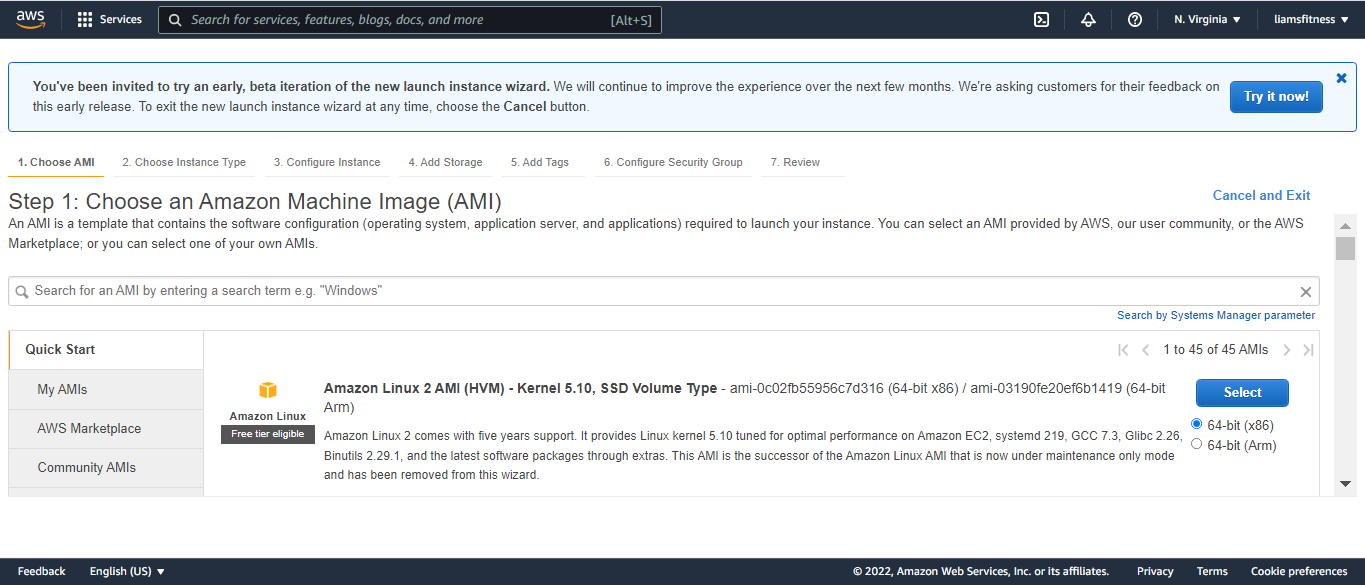 aws
Services
Search for services, features, blogs, docs, and more
[Alt+S]
N. Virginia
liamsfitness
You've been invited to try an early, beta iteration of the new launch instance wizard. We will continue to improve the experience over the next few months. We're asking customers for their feedback on
this early release. To exit the new launch instance wizard at any time, choose the Cancel button.
Try it now!
1. Choose AMI
2. Choose Instance Type
3. Configure Instance
4. Add Storage
5. Add Tags
6. Configure Security Group
7. Review
Step 1: Choose an Amazon Machine Image (AMI)
Cancel and Exit
An AMI is a template that contains the software configuration (operating system, application server, and applications) required to launch your instance. You can select an AMI provided by AWS, our user community, or the AWS
Marketplace; or you can select one of your own AMIs.
Search for an AMI by entering a search term e.g. "Windows"
Search by Systems Manager parameter
Quick Start
My AMIs
AWS Marketplace
Community AMIs
1 to 45 of 45 AMIs
Amazon Linux
Free tier eligible
Amazon Linux 2 AMI (HVM) - Kernel 5.10, SSD Volume Type - ami-0c02fb55956c7d316 (64-bit x86) / ami-03190fe20ef6b1419 (64-bit
Arm)
Amazon Linux 2 comes with five years support. It provides Linux kernel 5.10 tuned for optimal performance on Amazon EC2, systemd 219, GCC 7.3, Glibc 2.26,
Binutils 2.29.1, and the latest software packages through extras. This AMI is the successor of the Amazon Linux AMI that is now under maintenance only mode
and has been removed from this wizard.
Select
64-bit (x86)
64-bit (Arm)
Feedback
English (US)
© 2022, Amazon Web Services, Inc. or its affiliates.
Privacy
Terms
Cookie preferences